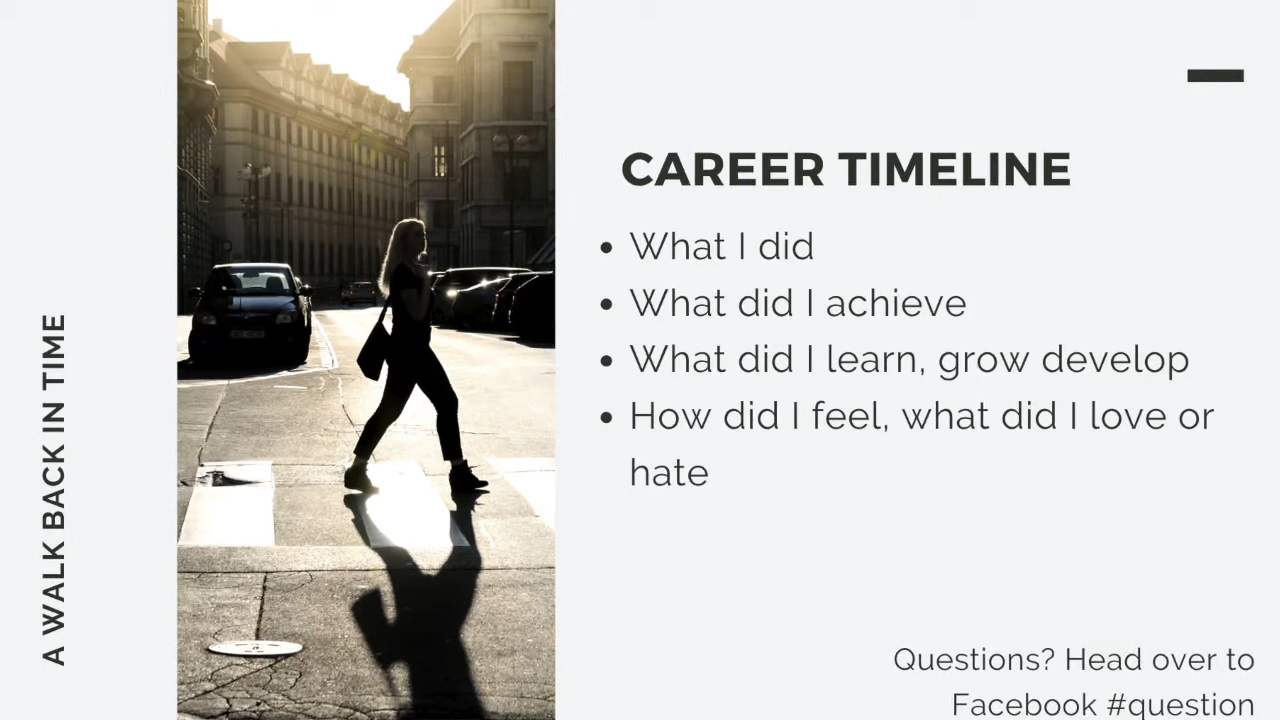 A WALK BACK IN TIME
CAREER TIMELINE
• What I did
• What did I achieve
• What did I learn, grow develop
• How did I feel, what did I love or
hate
Questions? Head over to
Facebook #question